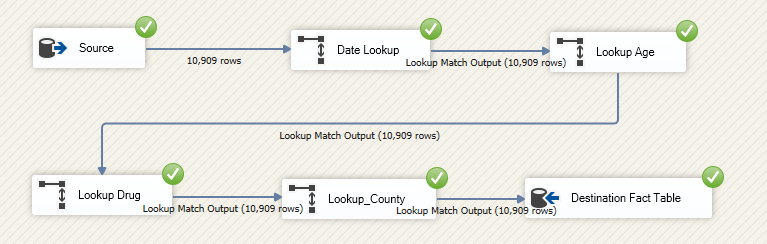 Source
10,909 rows
Date Lookup
Lookup Match Output (10,909 rows)
Lookup Age
Lookup Match Output (10,909 rows)
Lookup Drug
Lookup Match Output (10,909 rows)
Lookup_County
Lookup Match Output (10,909 rows)
Destination Fact Table